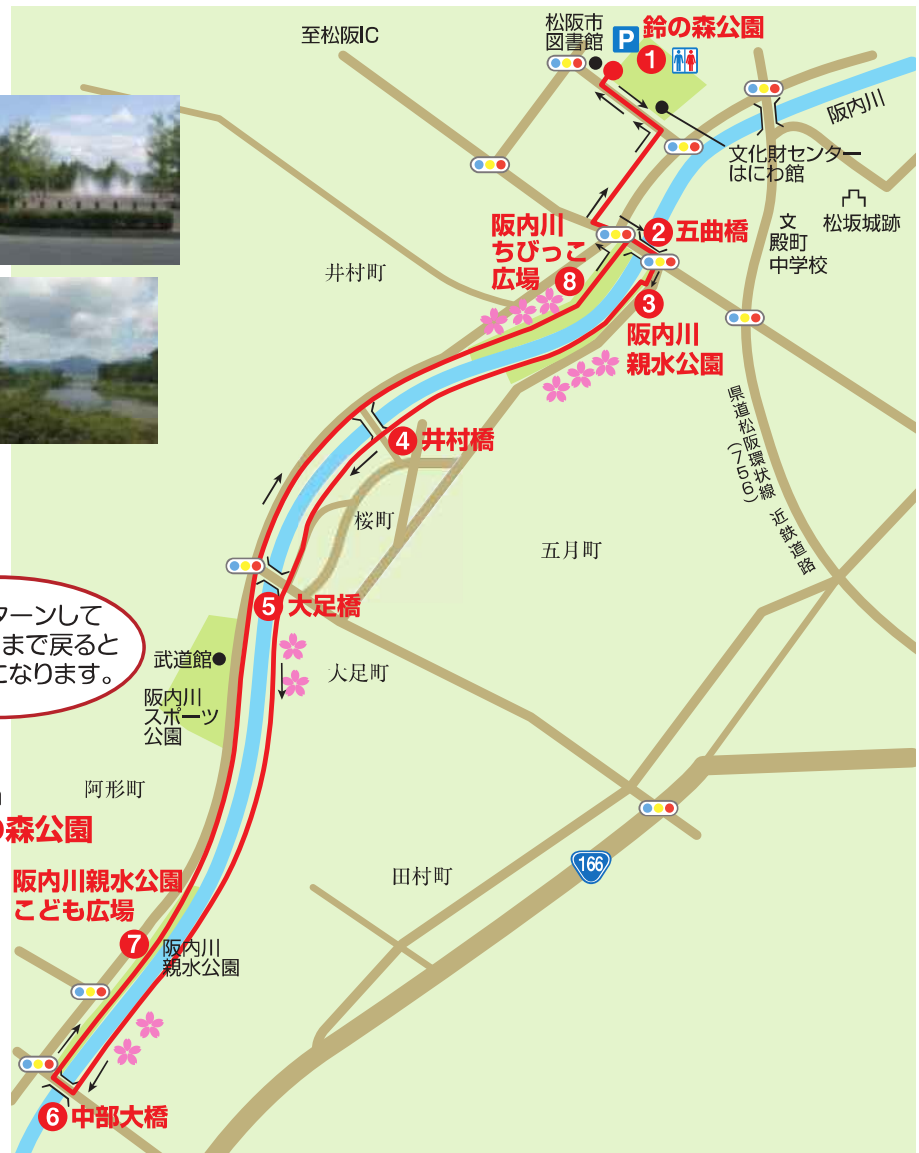 至松阪IC
松阪市
図書館
P
鈴の森公園
1
阪内川
文化財センター
はにわ館
松坂城跡
文
殿町
中学校
2 五曲橋
阪内川
ちびっこ
広場
8
井村町
3
阪内川
親水公園
4 井村橋
県道松阪環状線
(756)
近鉄道路
桜町
五月町
5 大足橋
ターンして
まで戻ると
になります。
武道館
阪内川
スポーツ
公園
大足町
阿形町
の森公園
166
田村町
阪内川親水公園
こども広場
7
阪内川
親水公園
6 中部大橋